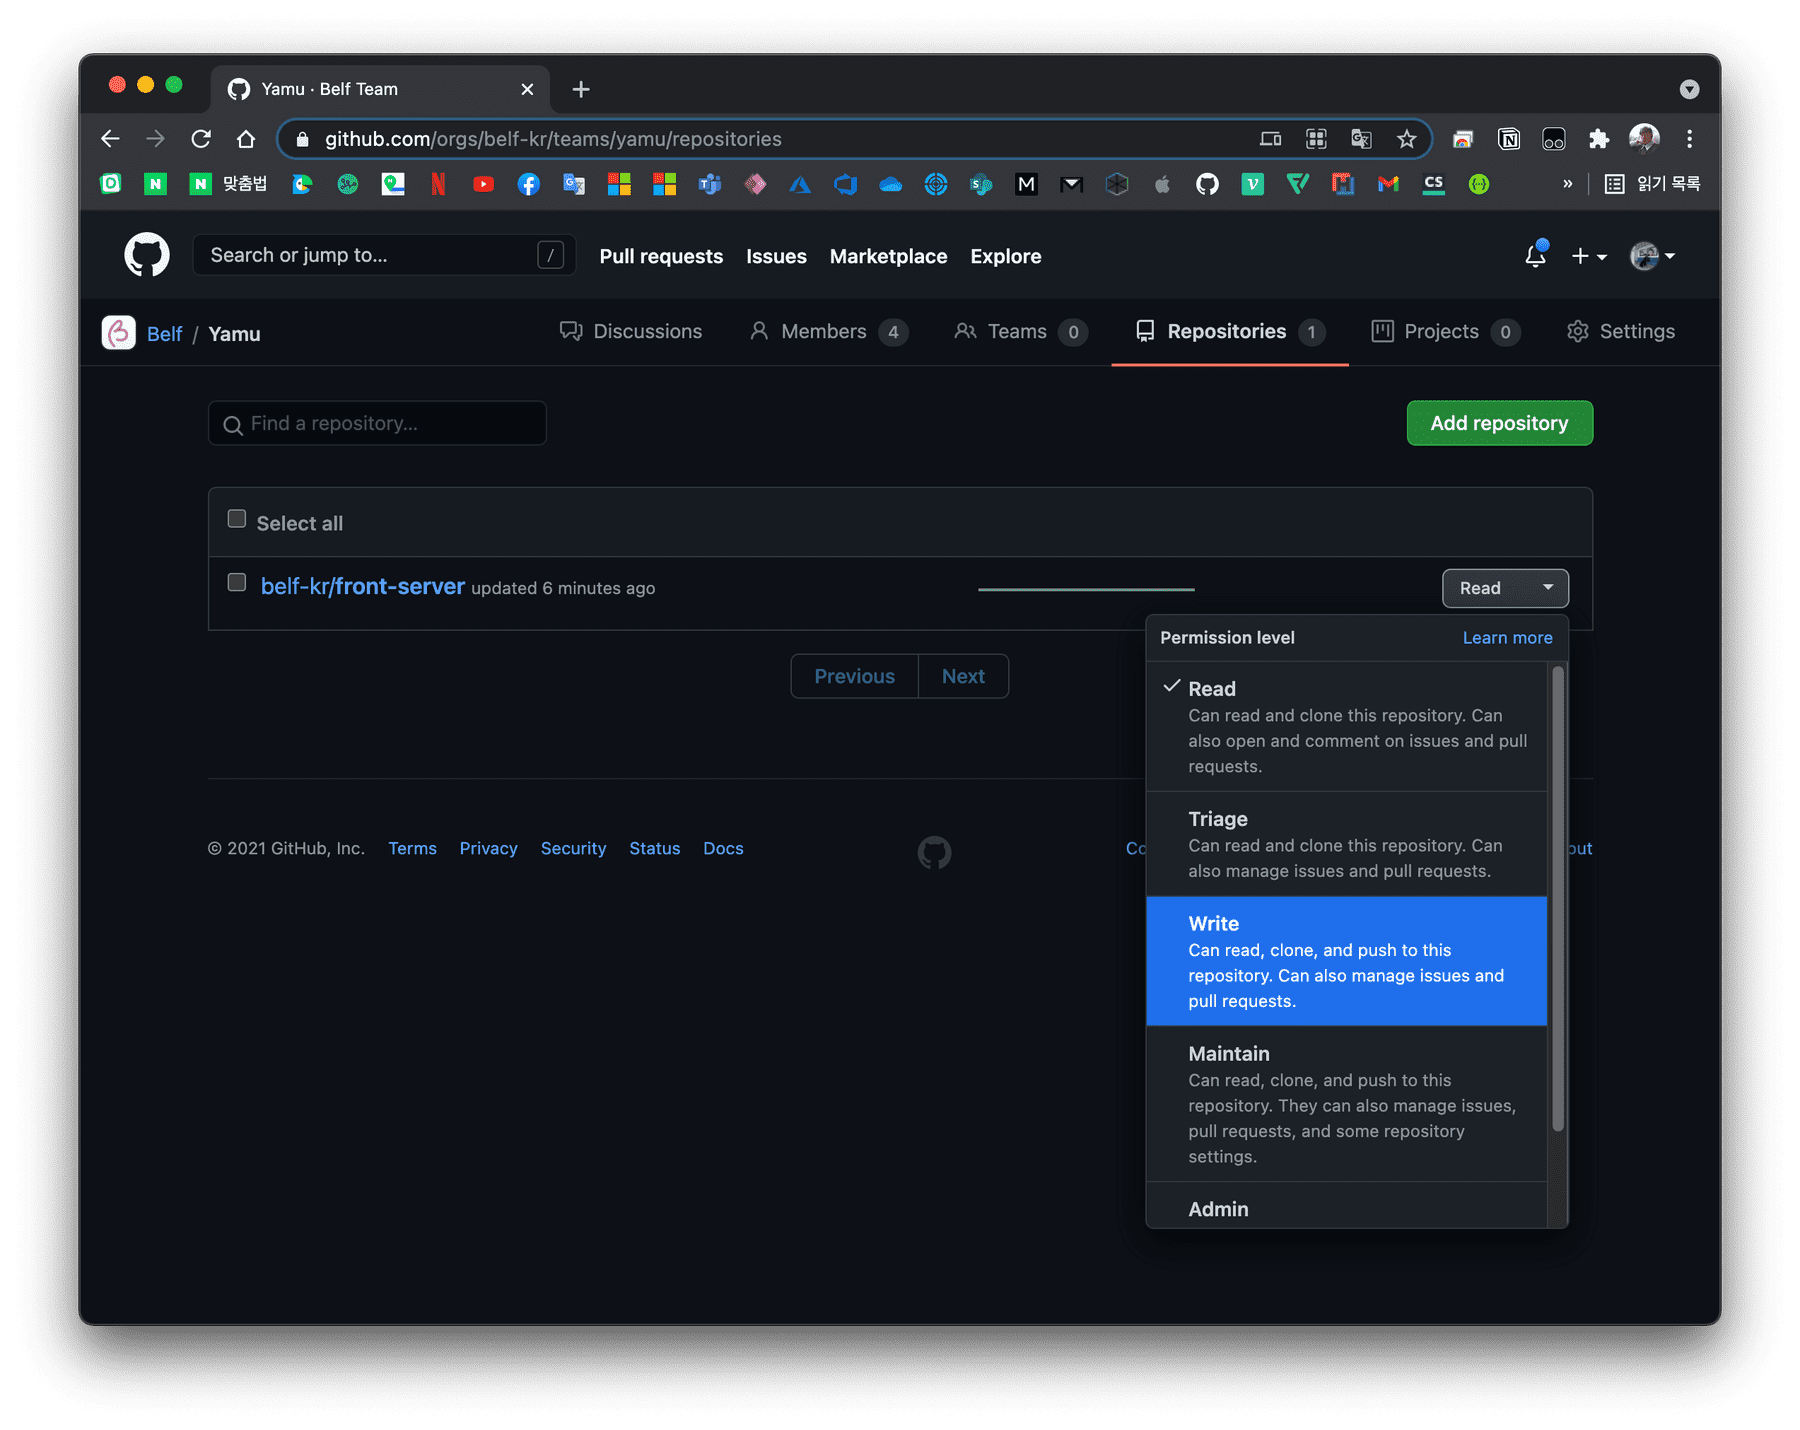 Yamu · Belf Team
github.com/orgs/belf-kr/teams/yamu/repositories
맞춤법
M
CS
»
읽기 목록
Search or jump to...
/
Pull requests
Issues
Marketplace
Explore
Belf / Yamu
Discussions
Members 4
Teams 0
Repositories 1
Projects 0
Settings
Find a repository...
Add repository
Select all
belf-kr/front-server updated 6 minutes ago
Read
Previous
Next
Permission level
Learn more
Read
Can read and clone this repository. Can
also open and comment on issues and pull
requests.
Triage
Can read and clone this repository. Can
also manage issues and pull requests.
Write
Can read, clone, and push to this
repository. Can also manage issues and
pull requests.
Maintain
Can read, clone, and push to this
repository. They can also manage issues,
pull requests, and some repository
settings.
Admin
© 2021 GitHub, Inc.
Terms
Privacy
Security
Status
Docs
Co
out